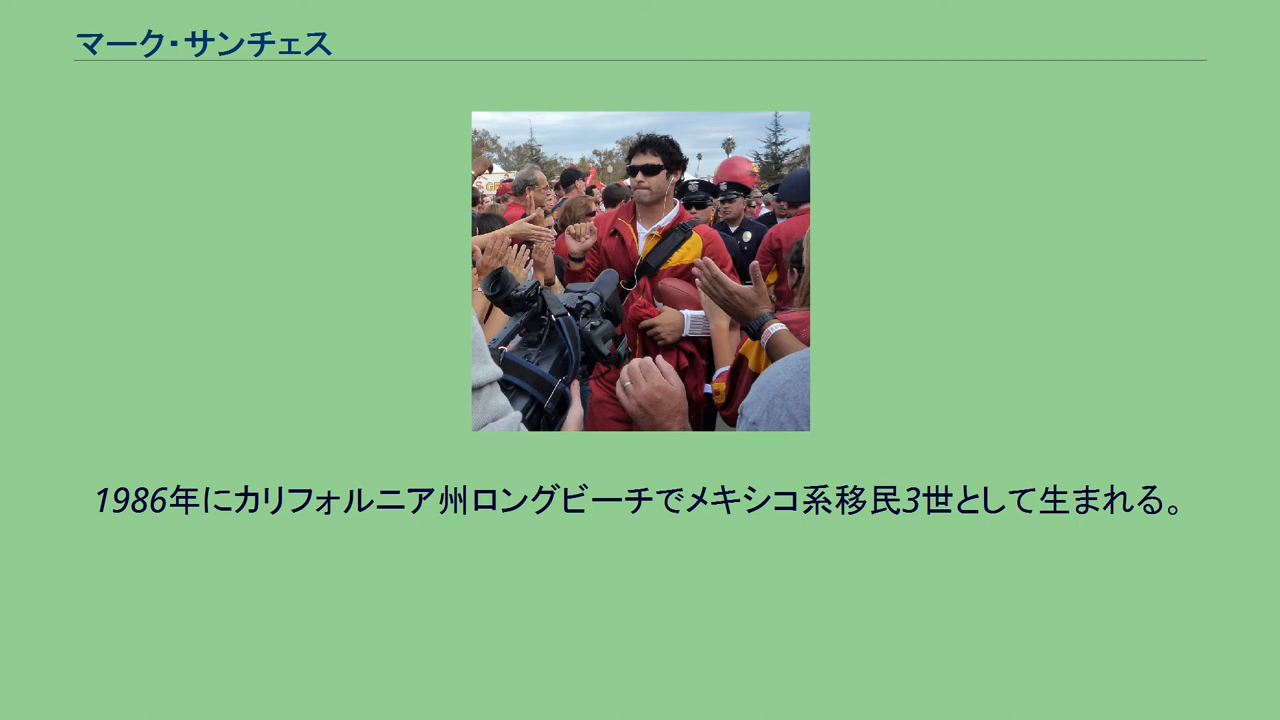 マーク・サンチェス
1986年にカリフォルニア州ロングビーチでメキシコ系移民3世として生まれる。